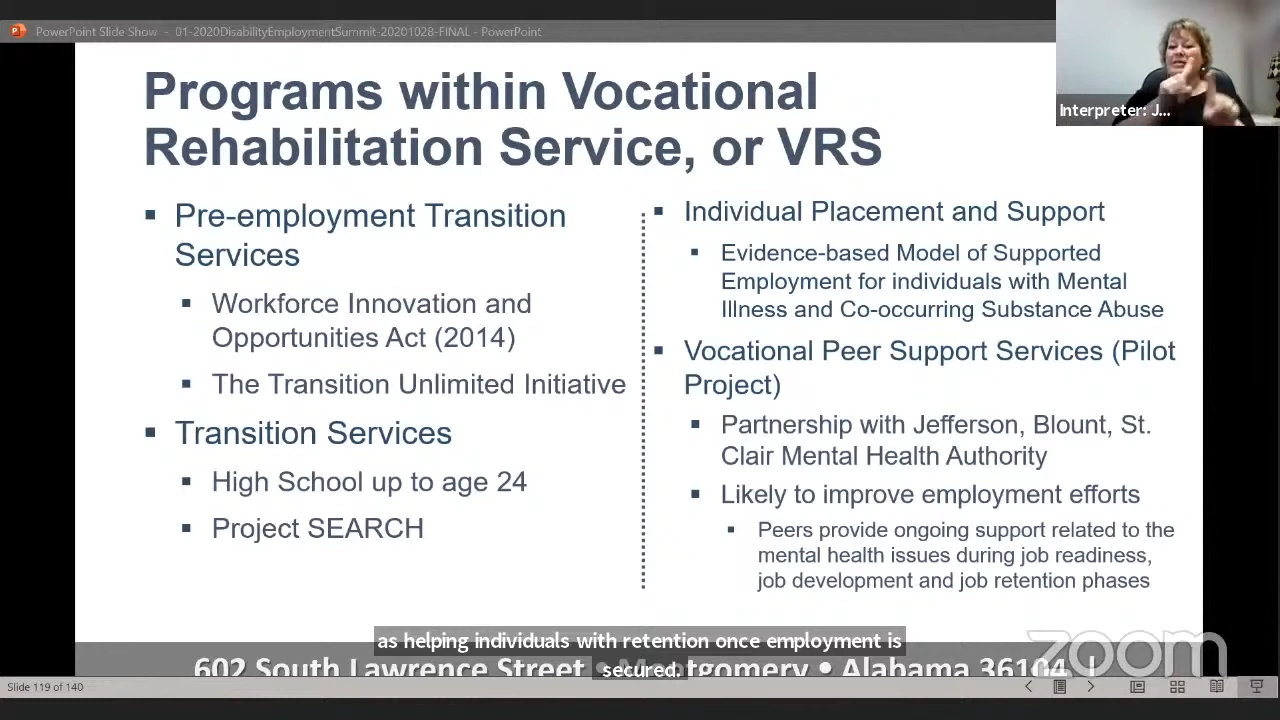 PowerPoint Slide Show - 01-2020DisabilityEmploymentSummit-20201028-FINAL - PowerPoint
Interpreter: J...
Programs within Vocational
Rehabilitation Service, or VRS
▪ Pre-employment Transition
Services
▪ Workforce Innovation and
Opportunities Act (2014)
▪ The Transition Unlimited Initiative
▪ Transition Services
▪ High School up to age 24
▪ Project SEARCH
▪ Individual Placement and Support
▪ Evidence-based Model of Supported
Employment for individuals with Mental
Illness and Co-occurring Substance Abuse
▪ Vocational Peer Support Services (Pilot
Project)
▪ Partnership with Jefferson, Blount, St.
Clair Mental Health Authority
▪ Likely to improve employment efforts
▪ Peers provide ongoing support related to the
mental health issues during job readiness,
job development and job retention phases
as helping individuals with retention once employment is
secured.
602 South Lawrence Street • Montgomery • Alabama 36104 |
zoom
Slide 119 of 140